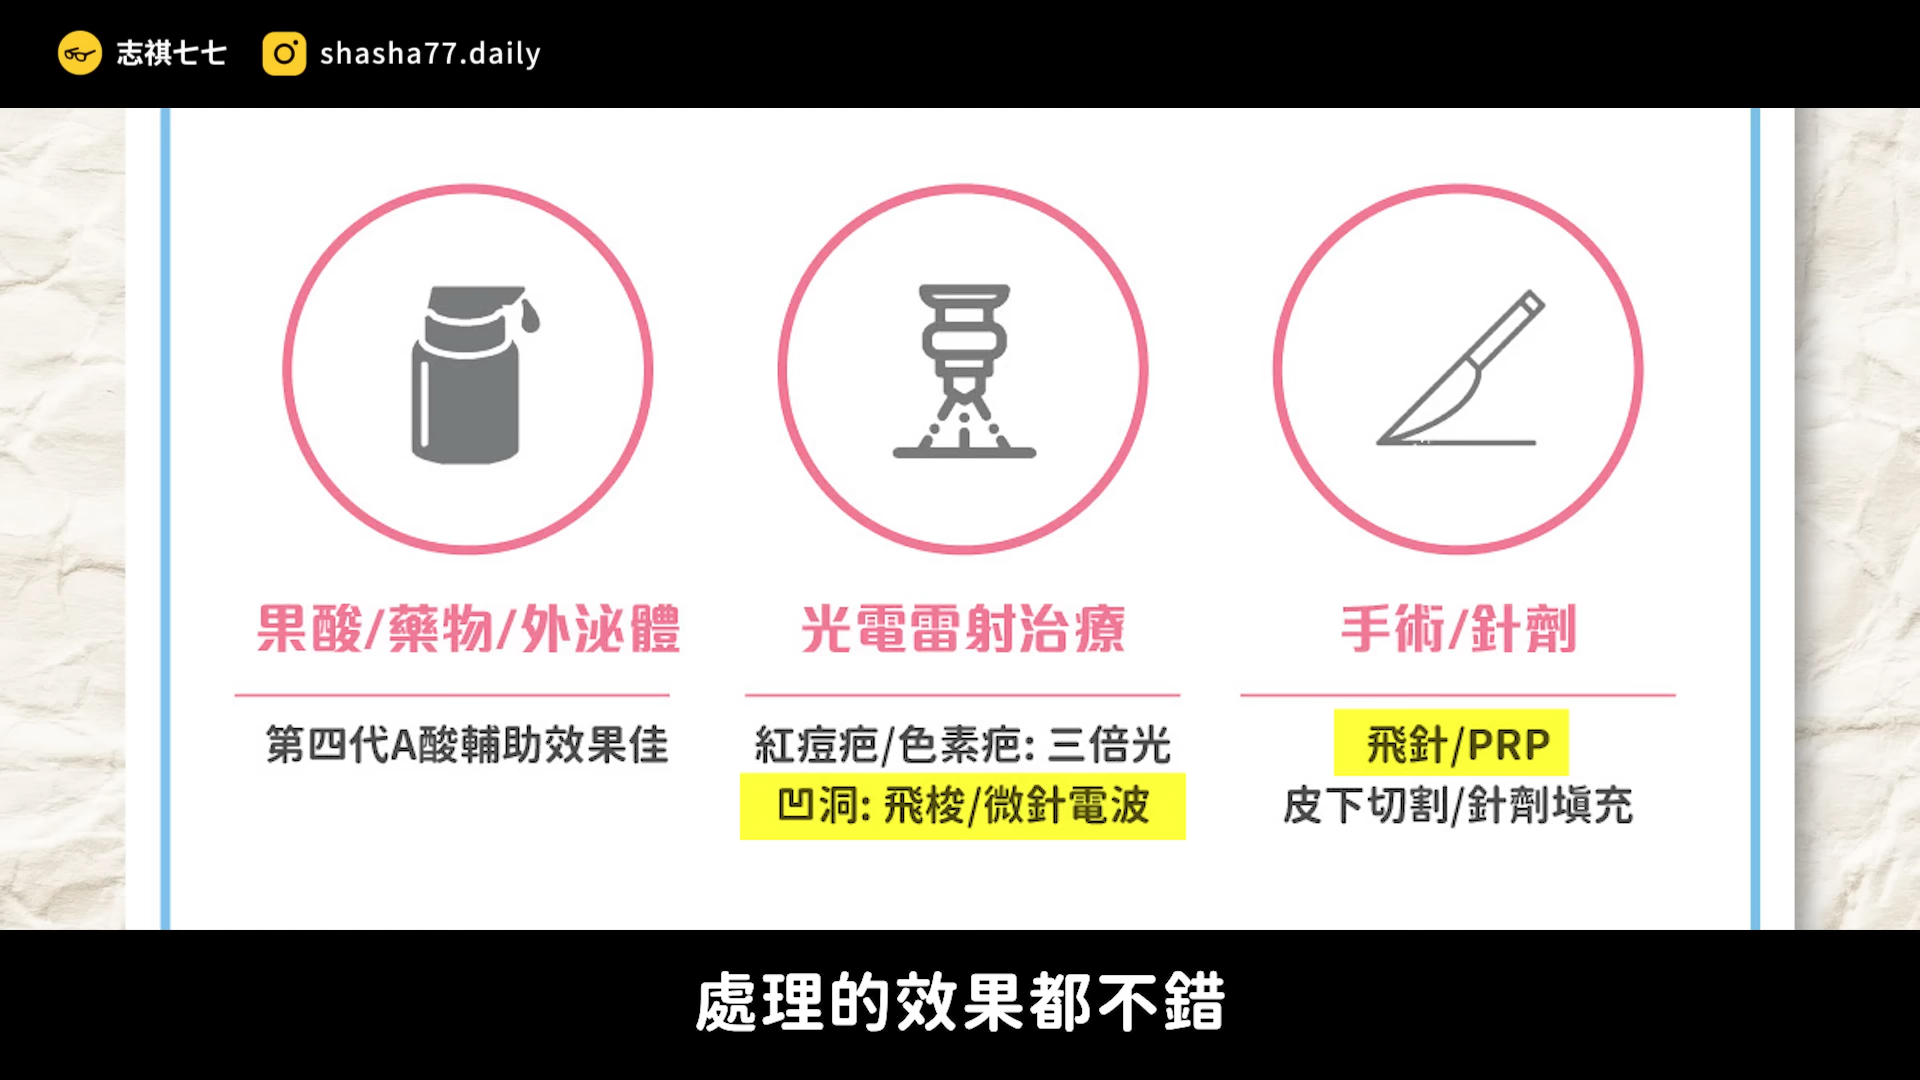 志祺七七 shasha77.daily
果酸/藥物/外泌體
第四代A酸輔助效果佳
光電雷射治療
紅痘疤/色素疤: 三倍光
凹洞: 飛梭/微針電波
手術/針劑
飛針/PRP
皮下切割/針劑填充
處理的效果都不錯